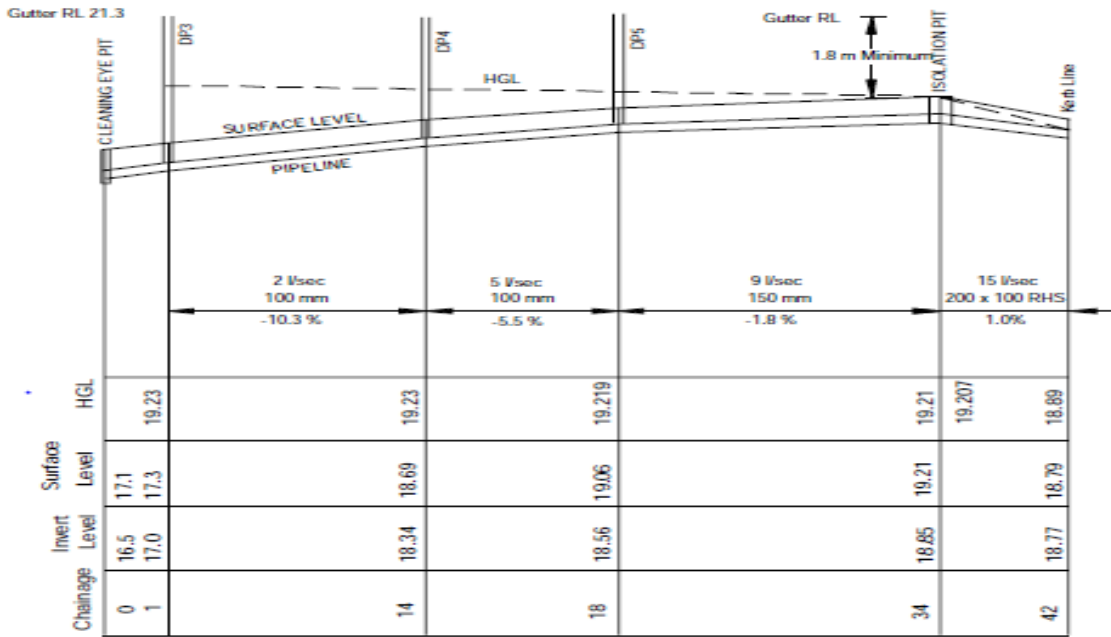 Gutter RL 21.3
CLEANING EYE PIT
DP3
DP4
DP5
Gutter RL
1.8 m Minimum
ISOLATION PIT
Kerb Line
HGL
SURFACE LEVEL
PIPELINE
2 l/sec
100 mm
-10.3 %
5 l/sec
100 mm
-5.5 %
9 l/sec
150 mm
-1.8 %
15 l/sec
200 x 100 RHS
1.0%
HGL
19.23
19.23
19.219
19.21
19.207
18.89
Surface
Level
17.1
17.3
18.69
19.06
19.21
18.79
Invert
Level
16.5
17.0
18.34
18.56
18.85
18.77
Chainage
0
1
14
18
34
42